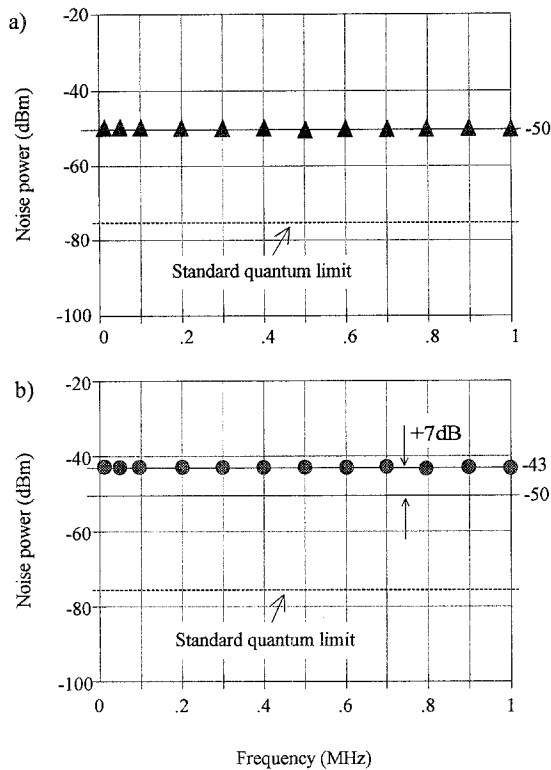 a)
-20
-40
-50
-60
-80
-100
Noise power (dBm)
Standard quantum limit
0 .2 .4 .6 .8 1
b)
-20
+7dB
-40
-43
-50
-60
-80
-100
Noise power (dBm)
Standard quantum limit
0 .2 .4 .6 .8 1
Frequency (MHz)